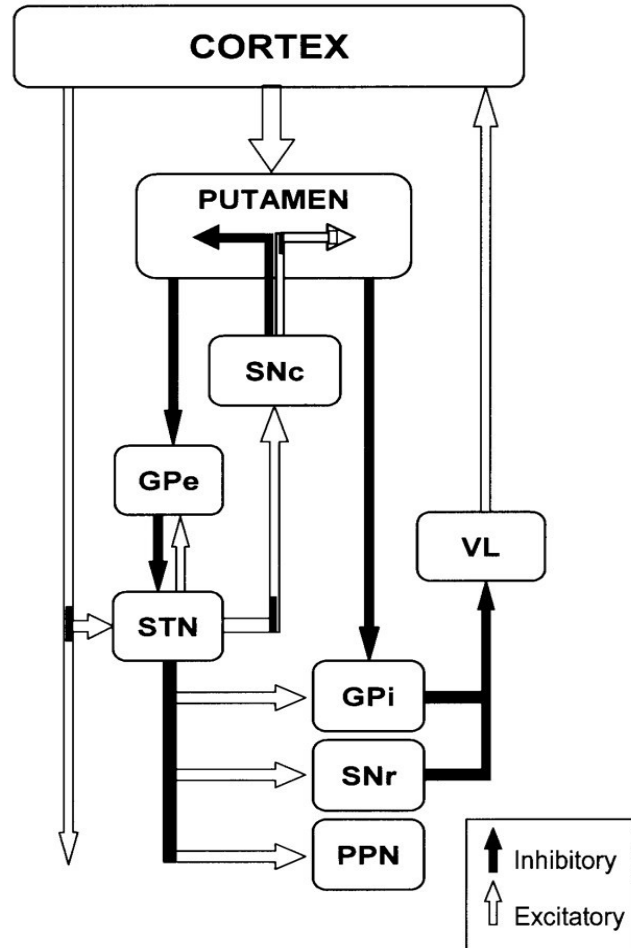 CORTEX
PUTAMEN
SNc
GPe
VL
STN
GPi
SNr
PPN
Inhibitory
Excitatory